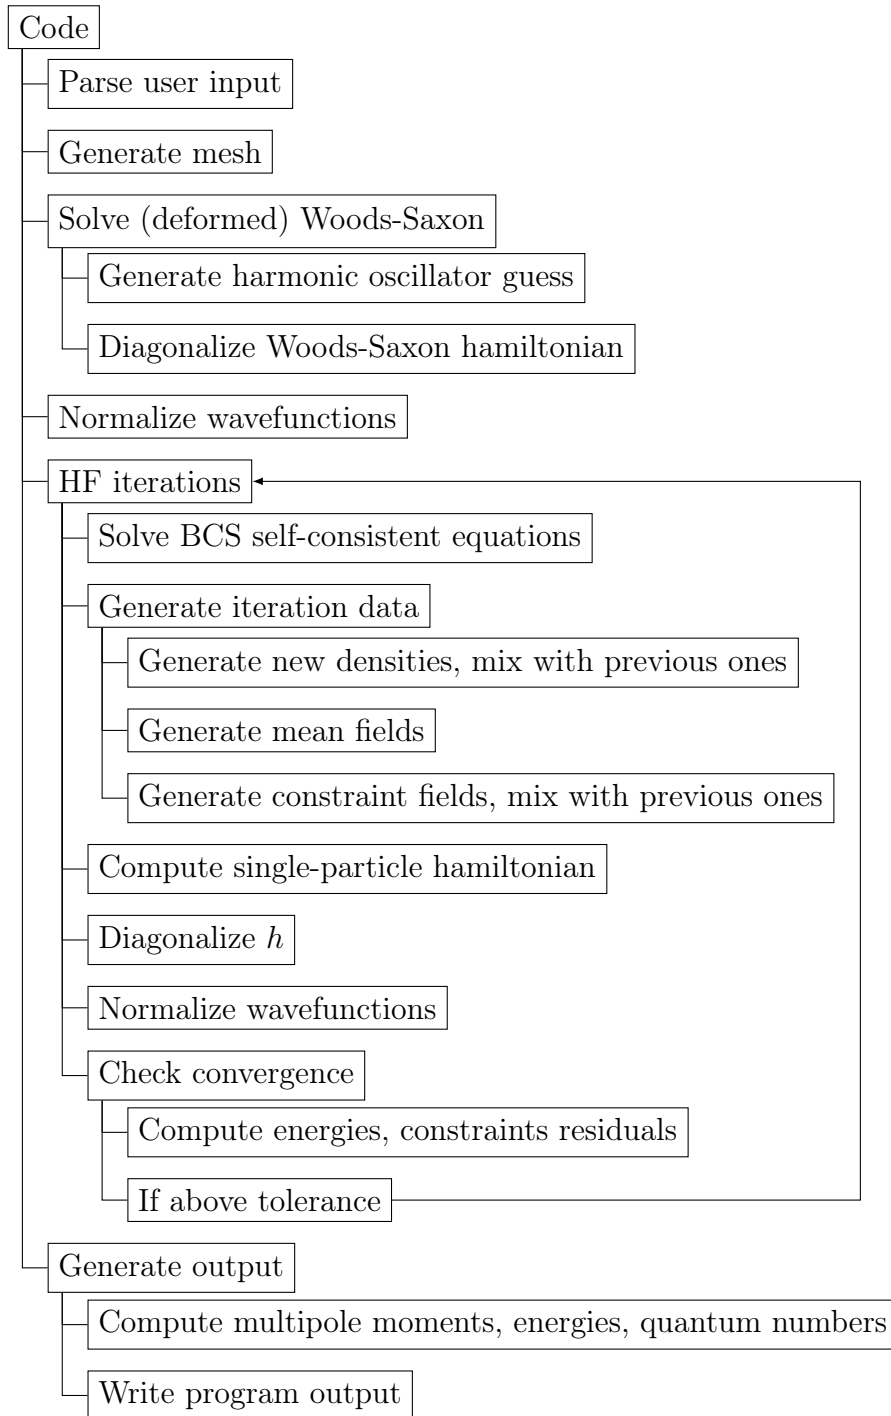 Code
Parse user input
Generate mesh
Solve (deformed) Woods-Saxon
Generate harmonic oscillator guess
Diagonalize Woods-Saxon hamiltonian
Normalize wavefunctions
HF iterations
Solve BCS self-consistent equations
Generate iteration data
Generate new densities, mix with previous ones
Generate mean fields
Generate constraint fields, mix with previous ones
Compute single-particle hamiltonian
Diagonalize h
Normalize wavefunctions
Check convergence
Compute energies, constraints residuals
If above tolerance
Generate output
Compute multipole moments, energies, quantum numbers
Write program output